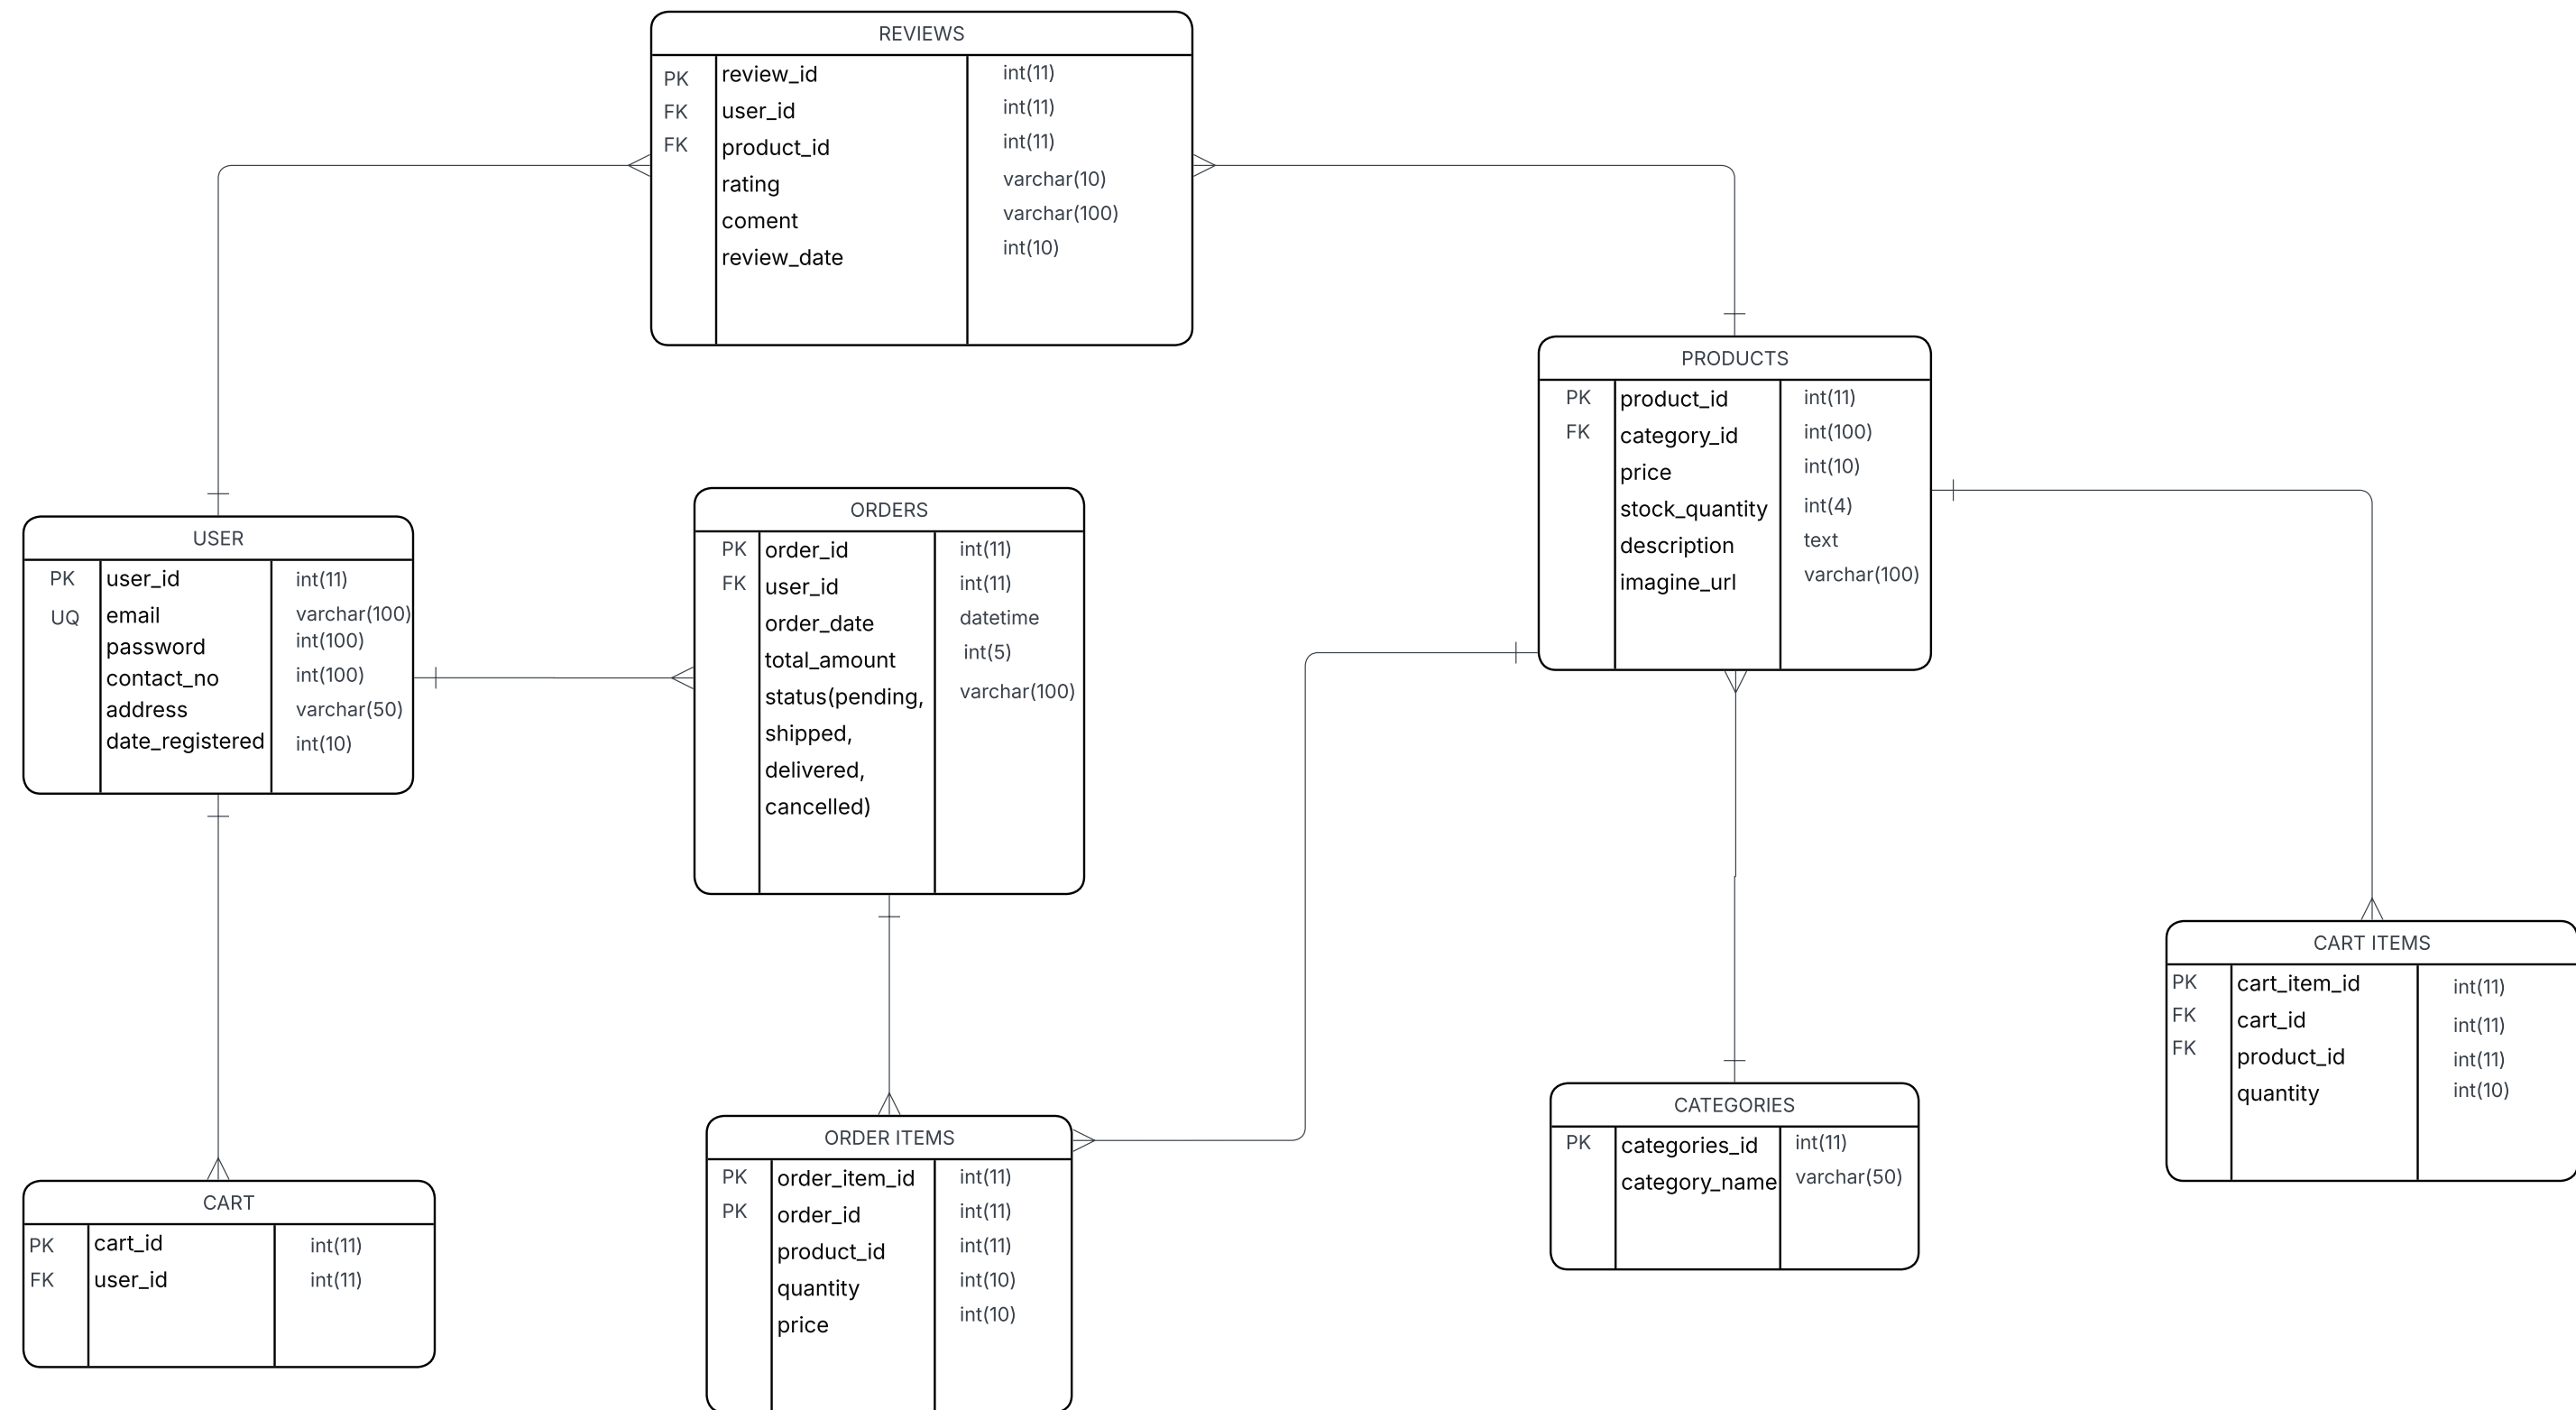 REVIEWS
PK review_id int(11)
FK user_id int(11)
FK product_id int(11)
rating varchar(10)
coment varchar(100)
review_date int(10)
PRODUCTS
PK product_id int(11)
FK category_id int(100)
price int(10)
stock_quantity int(4)
description text
imagine_url varchar(100)
USER
PK user_id int(11)
UQ email varchar(100)
password int(100)
contact_no int(100)
address varchar(50)
date_registered int(10)
ORDERS
PK order_id int(11)
FK user_id int(11)
order_date datetime
total_amount int(5)
status(pending, varchar(100)
shipped,
delivered,
cancelled)
CART ITEMS
PK cart_item_id int(11)
FK cart_id int(11)
FK product_id int(11)
quantity int(10)
CATEGORIES
PK categories_id int(11)
category_name varchar(50)
ORDER ITEMS
PK order_item_id int(11)
PK order_id int(11)
product_id int(11)
quantity int(10)
price int(10)
CART
PK cart_id int(11)
FK user_id int(11)